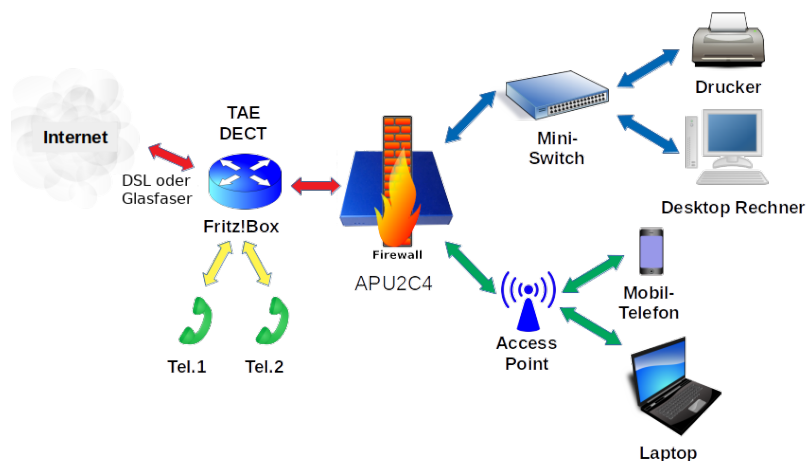 Internet
DSL oder
Glasfaser
TAE
DECT
Fritz!Box
Tel.1
Tel.2
Firewall
APU2C4
Mini-
Switch
Drucker
Desktop Rechner
Access
Point
Mobil-
Telefon
Laptop